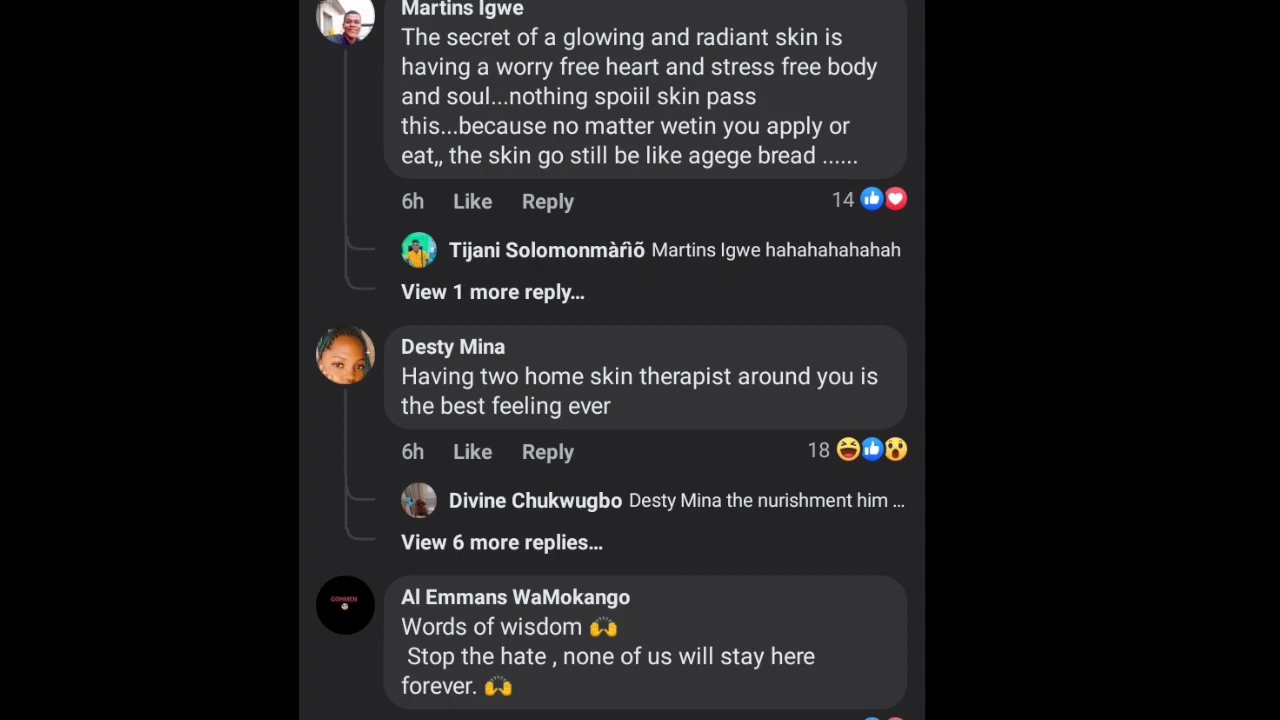 Martins Igwe
The secret of a glowing and radiant skin is
having a worry free heart and stress free body
and soul...nothing spoiil skin pass
this...because no matter wetin you apply or
eat,, the skin go still be like agege bread ......
6h Like Reply 14
Tijani Solomonmàfìõ Martins Igwe hahahahahahah
View 1 more reply...
Desty Mina
Having two home skin therapist around you is
the best feeling ever
6h Like Reply 18
Divine Chukwugbo Desty Mina the nurishment him ...
View 6 more replies...
GOHMEN
Al Emmans WaMokango
Words of wisdom 🙌
Stop the hate , none of us will stay here
forever. 🙌